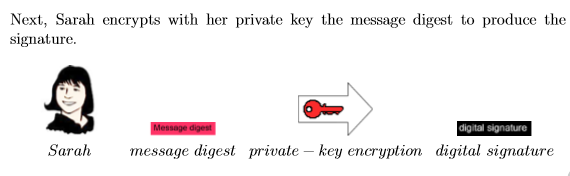 Next, Sarah encrypts with her private key the message digest to produce the
signature.
Message digest
digital signature
Sarah message digest private – key encryption digital signature